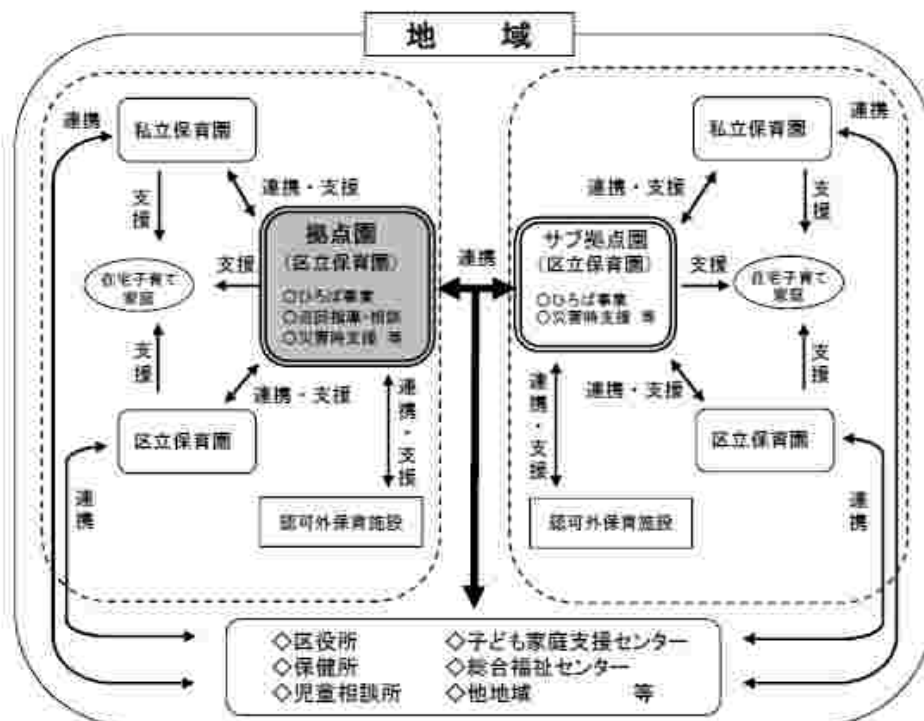 地　域
連携
私立保育園
支援
連携・支援
拠点園
（区立保育園）
○ひろば事業
○巡回指導・相談
○災害時支援 等
支援
在宅子育て
家庭
支援
連携・支援
区立保育園
連携
連携・支援
認可外保育施設
連携
私立保育園
連携
連携・支援
支援
サブ拠点園
（区立保育園）
○ひろば事業
○災害時支援 等
支援
在宅子育て
家庭
支援
連携・支援
連携・支援
区立保育園
連携
認可外保育施設
◇区役所　◇子ども家庭支援センター
◇保健所　◇総合福祉センター
◇児童相談所　◇他地域　等